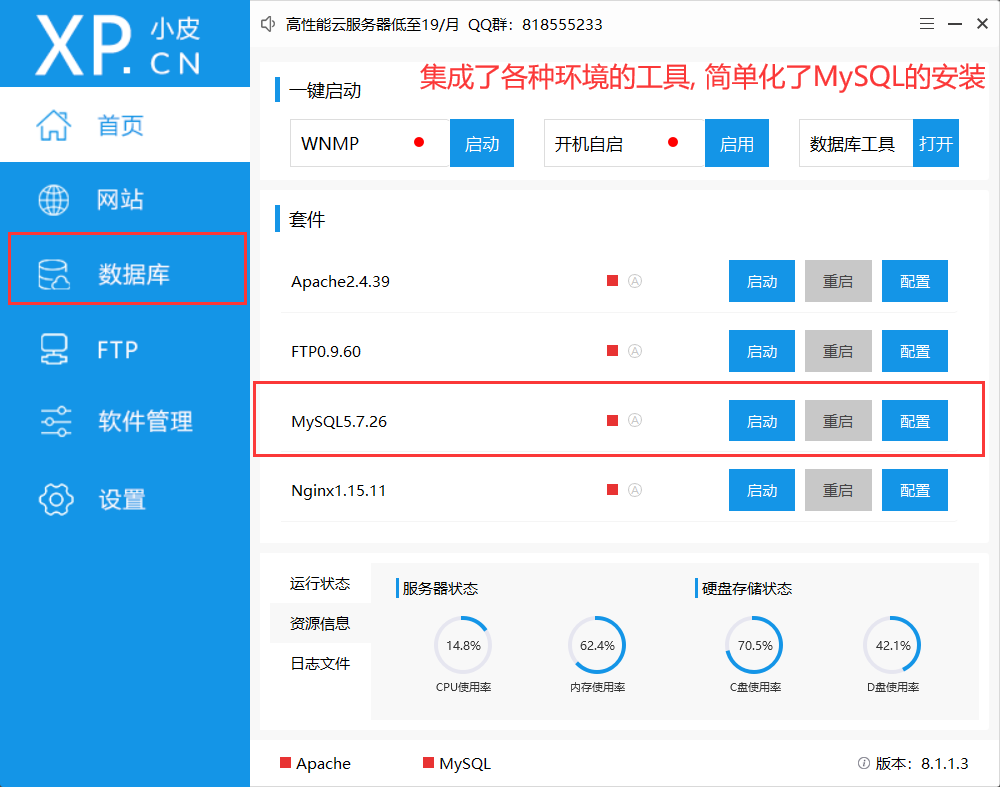 XP.CN 小皮
高性能云服务器低至19/月 QQ群：818555233
首页
网站
数据库
FTP
软件管理
设置
一键启动
集成了各种环境的工具, 简单化了MySQL的安装
WNMP 启动 开机自启 启用 数据库工具 打开
套件
Apache2.4.39 Ⓐ 启动 重启 配置
FTP0.9.60 Ⓐ 启动 重启 配置
MySQL5.7.26 Ⓐ 启动 重启 配置
Nginx1.15.11 Ⓐ 启动 重启 配置
运行状态
资源信息
日志文件
服务器状态 硬盘存储状态
14.8% 62.4% 70.5% 42.1%
CPU使用率 内存使用率 C盘使用率 D盘使用率
Apache MySQL 版本：8.1.1.3